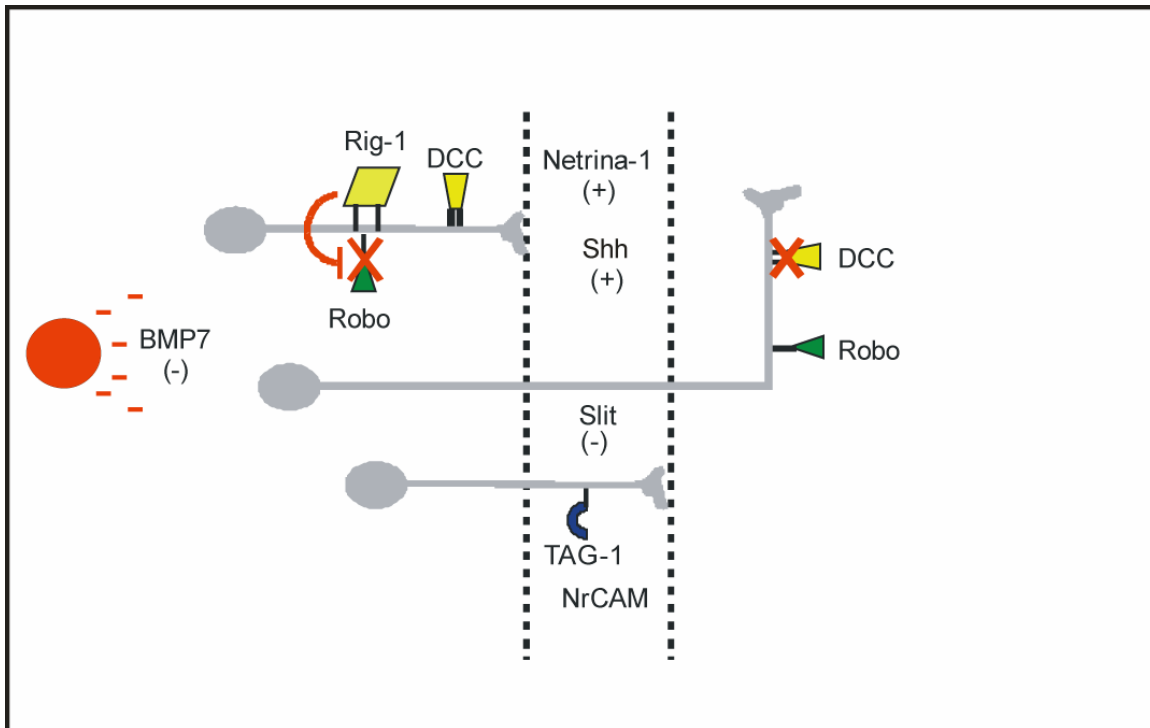 Rig-1
DCC
Robo
BMP7
(-)
Netrina-1
(+)
Shh
(+)
Slit
(-)
TAG-1
NrCAM
DCC
Robo